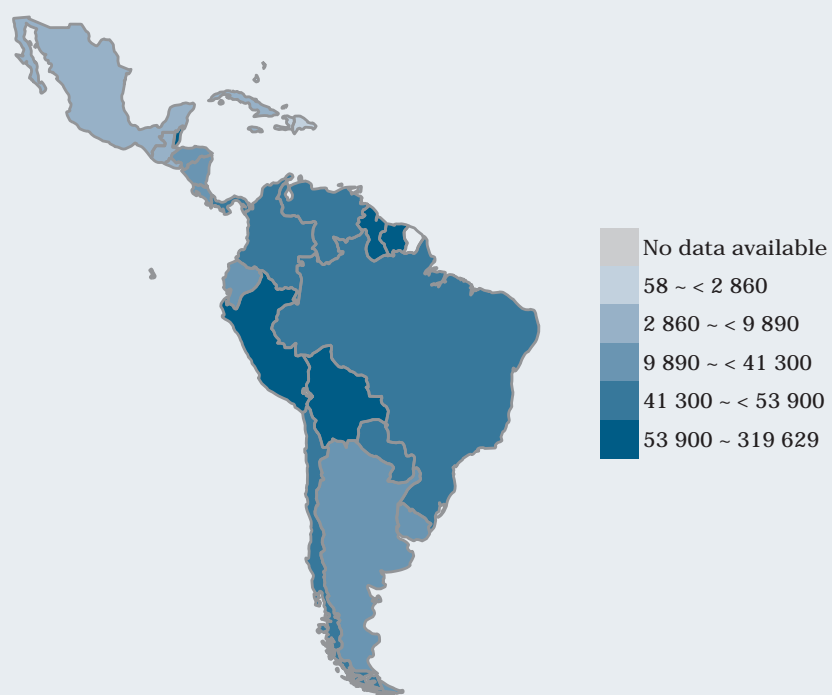 No data available
58 ~ < 2 860
2 860 ~ < 9 890
9 890 ~ < 41 300
41 300 ~ < 53 900
53 900 ~ 319 629